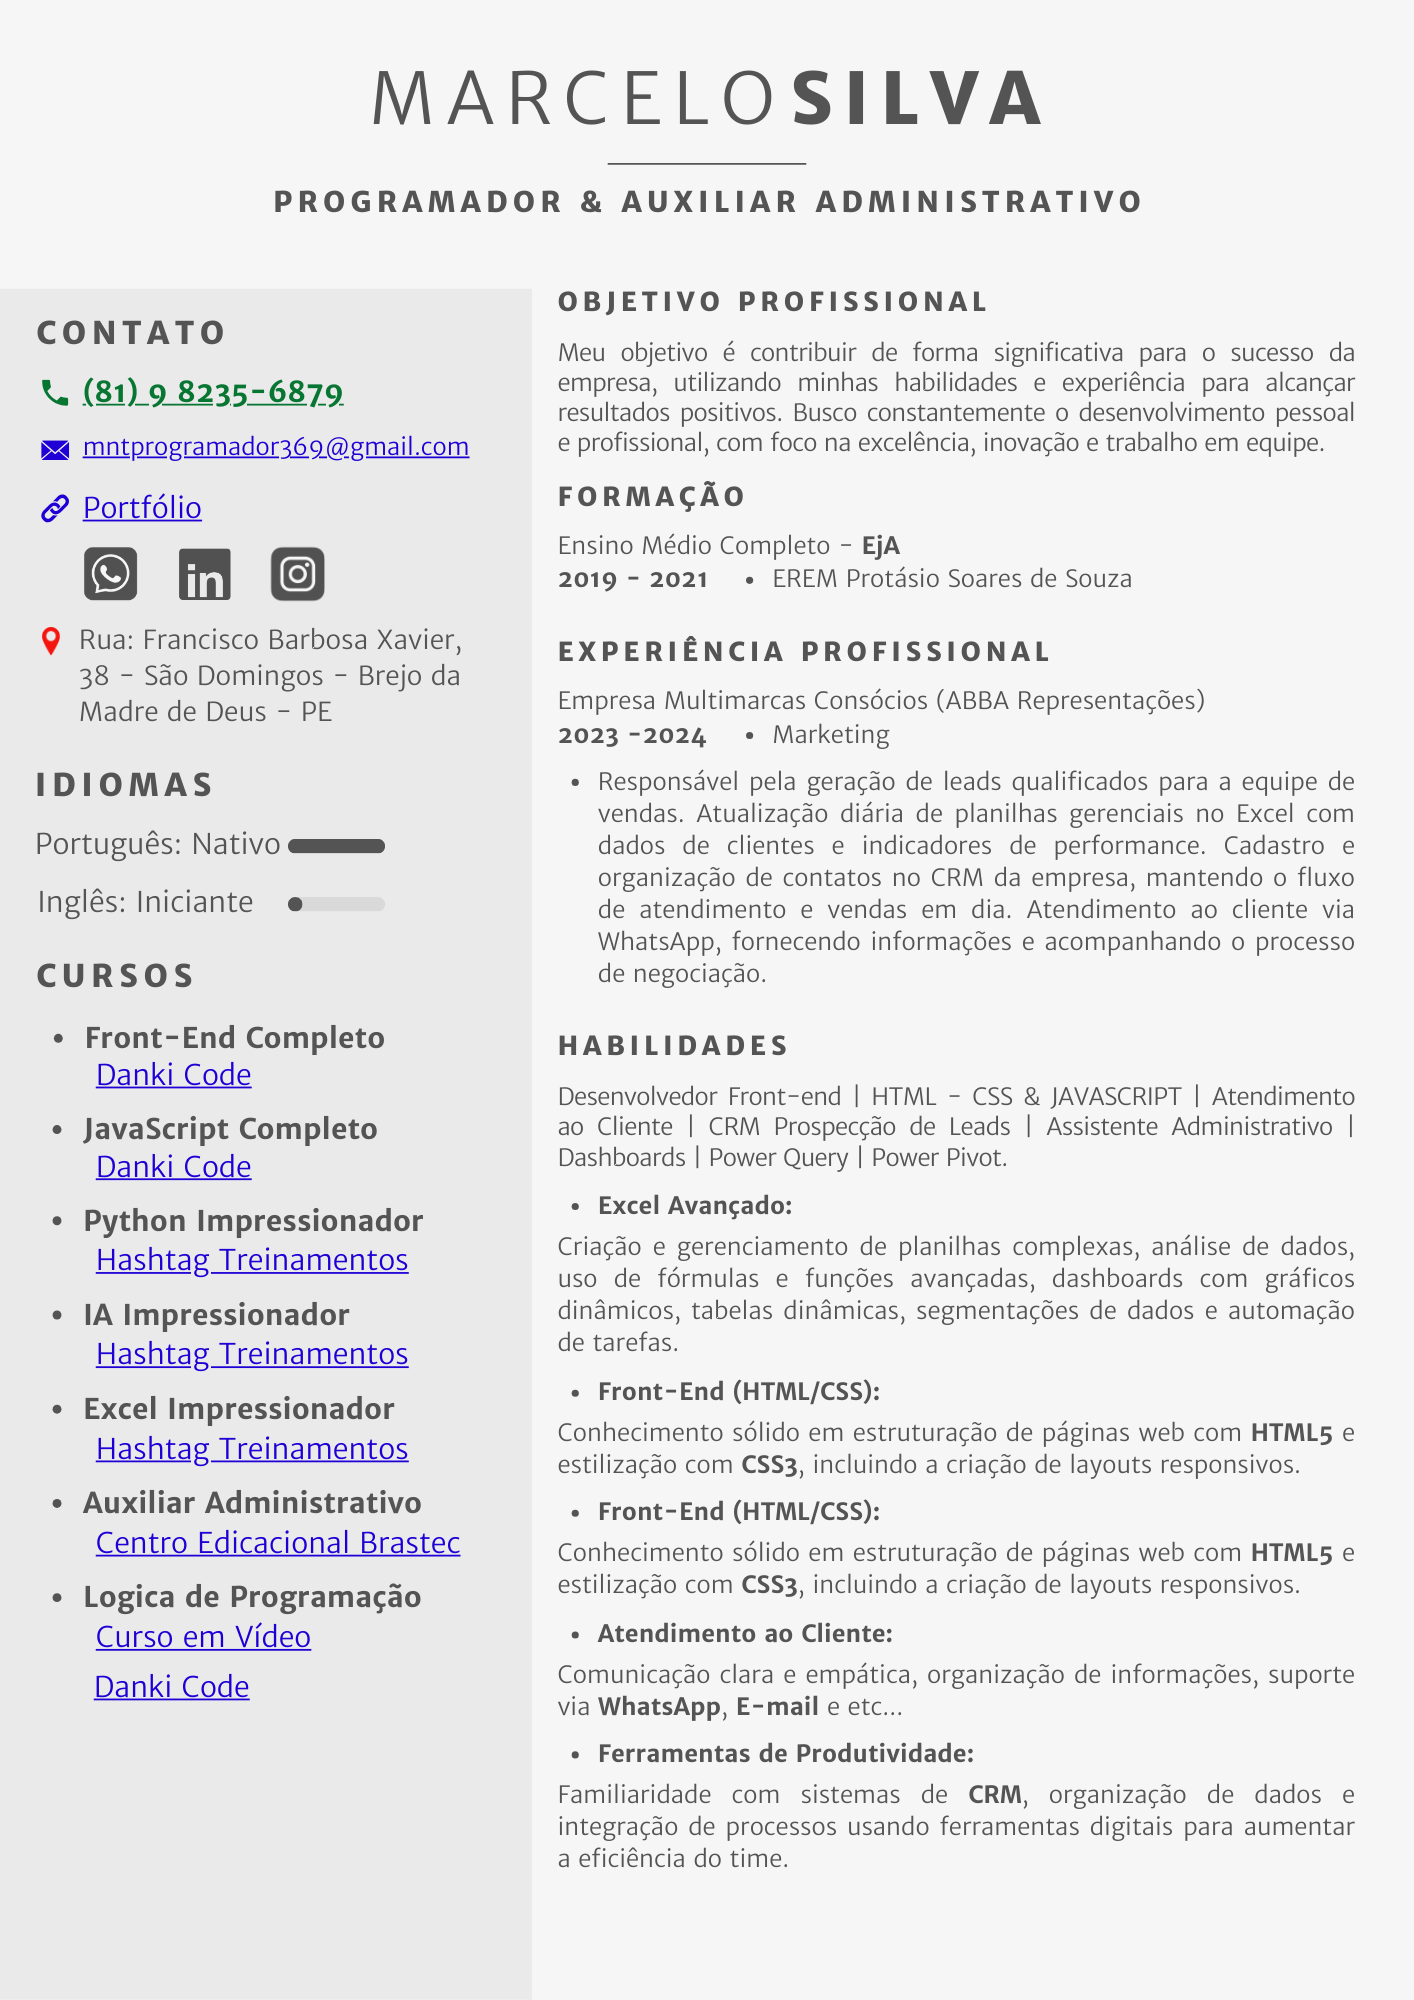 MARCELO SILVA
PROGRAMADOR & AUXILIAR ADMINISTRATIVO
CONTATO
(81) 9 8235-6879
mntprogramador369@gmail.com
Portfólio
in
Rua: Francisco Barbosa Xavier,
38 - São Domingos - Brejo da
Madre de Deus - PE
IDIOMAS
Português: Nativo
Inglês: Iniciante
CURSOS
• Front-End Completo
Danki Code
• JavaScript Completo
Danki Code
• Python Impressionador
Hashtag Treinamentos
• IA Impressionador
Hashtag Treinamentos
• Excel Impressionador
Hashtag Treinamentos
• Auxiliar Administrativo
Centro Edicacional Brastec
• Logica de Programação
Curso em Vídeo
Danki Code
OBJETIVO PROFISSIONAL
Meu objetivo é contribuir de forma significativa para o sucesso da
empresa, utilizando minhas habilidades e experiência para alcançar
resultados positivos. Busco constantemente o desenvolvimento pessoal
e profissional, com foco na excelência, inovação e trabalho em equipe.
FORMAÇÃO
Ensino Médio Completo - EjA
2019 - 2021 • EREM Protásio Soares de Souza
EXPERIÊNCIA PROFISSIONAL
Empresa Multimarcas Consócios (ABBA Representações)
2023 -2024 • Marketing
• Responsável pela geração de leads qualificados para a equipe de
vendas. Atualização diária de planilhas gerenciais no Excel com
dados de clientes e indicadores de performance. Cadastro e
organização de contatos no CRM da empresa, mantendo o fluxo
de atendimento e vendas em dia. Atendimento ao cliente via
WhatsApp, fornecendo informações e acompanhando o processo
de negociação.
HABILIDADES
Desenvolvedor Front-end | HTML - CSS & JAVASCRIPT | Atendimento
ao Cliente | CRM Prospecção de Leads | Assistente Administrativo |
Dashboards | Power Query | Power Pivot.
• Excel Avançado:
Criação e gerenciamento de planilhas complexas, análise de dados,
uso de fórmulas e funções avançadas, dashboards com gráficos
dinâmicos, tabelas dinâmicas, segmentações de dados e automação
de tarefas.
• Front-End (HTML/CSS):
Conhecimento sólido em estruturação de páginas web com HTML5 e
estilização com CSS3, incluindo a criação de layouts responsivos.
• Front-End (HTML/CSS):
Conhecimento sólido em estruturação de páginas web com HTML5 e
estilização com CSS3, incluindo a criação de layouts responsivos.
• Atendimento ao Cliente:
Comunicação clara e empática, organização de informações, suporte
via WhatsApp, E-mail e etc...
• Ferramentas de Produtividade:
Familiaridade com sistemas de CRM, organização de dados e
integração de processos usando ferramentas digitais para aumentar
a eficiência do time.